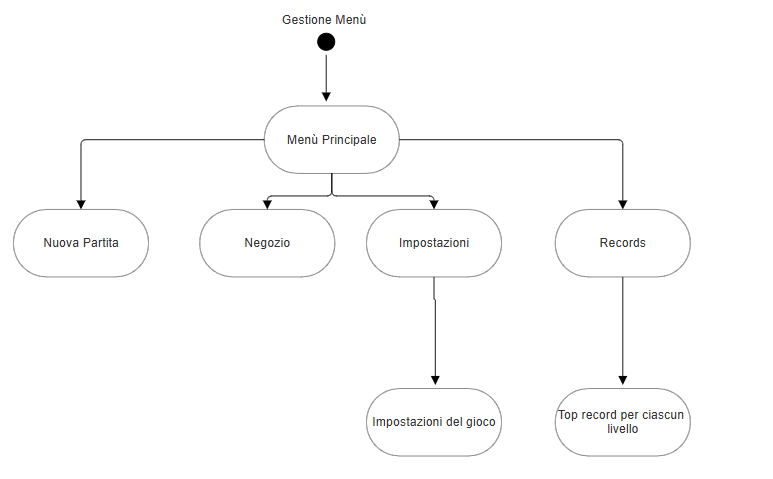 Gestione Menù
Menù Principale
Nuova Partita
Negozio
Impostazioni
Records
Impostazioni del gioco
Top record per ciascun
livello